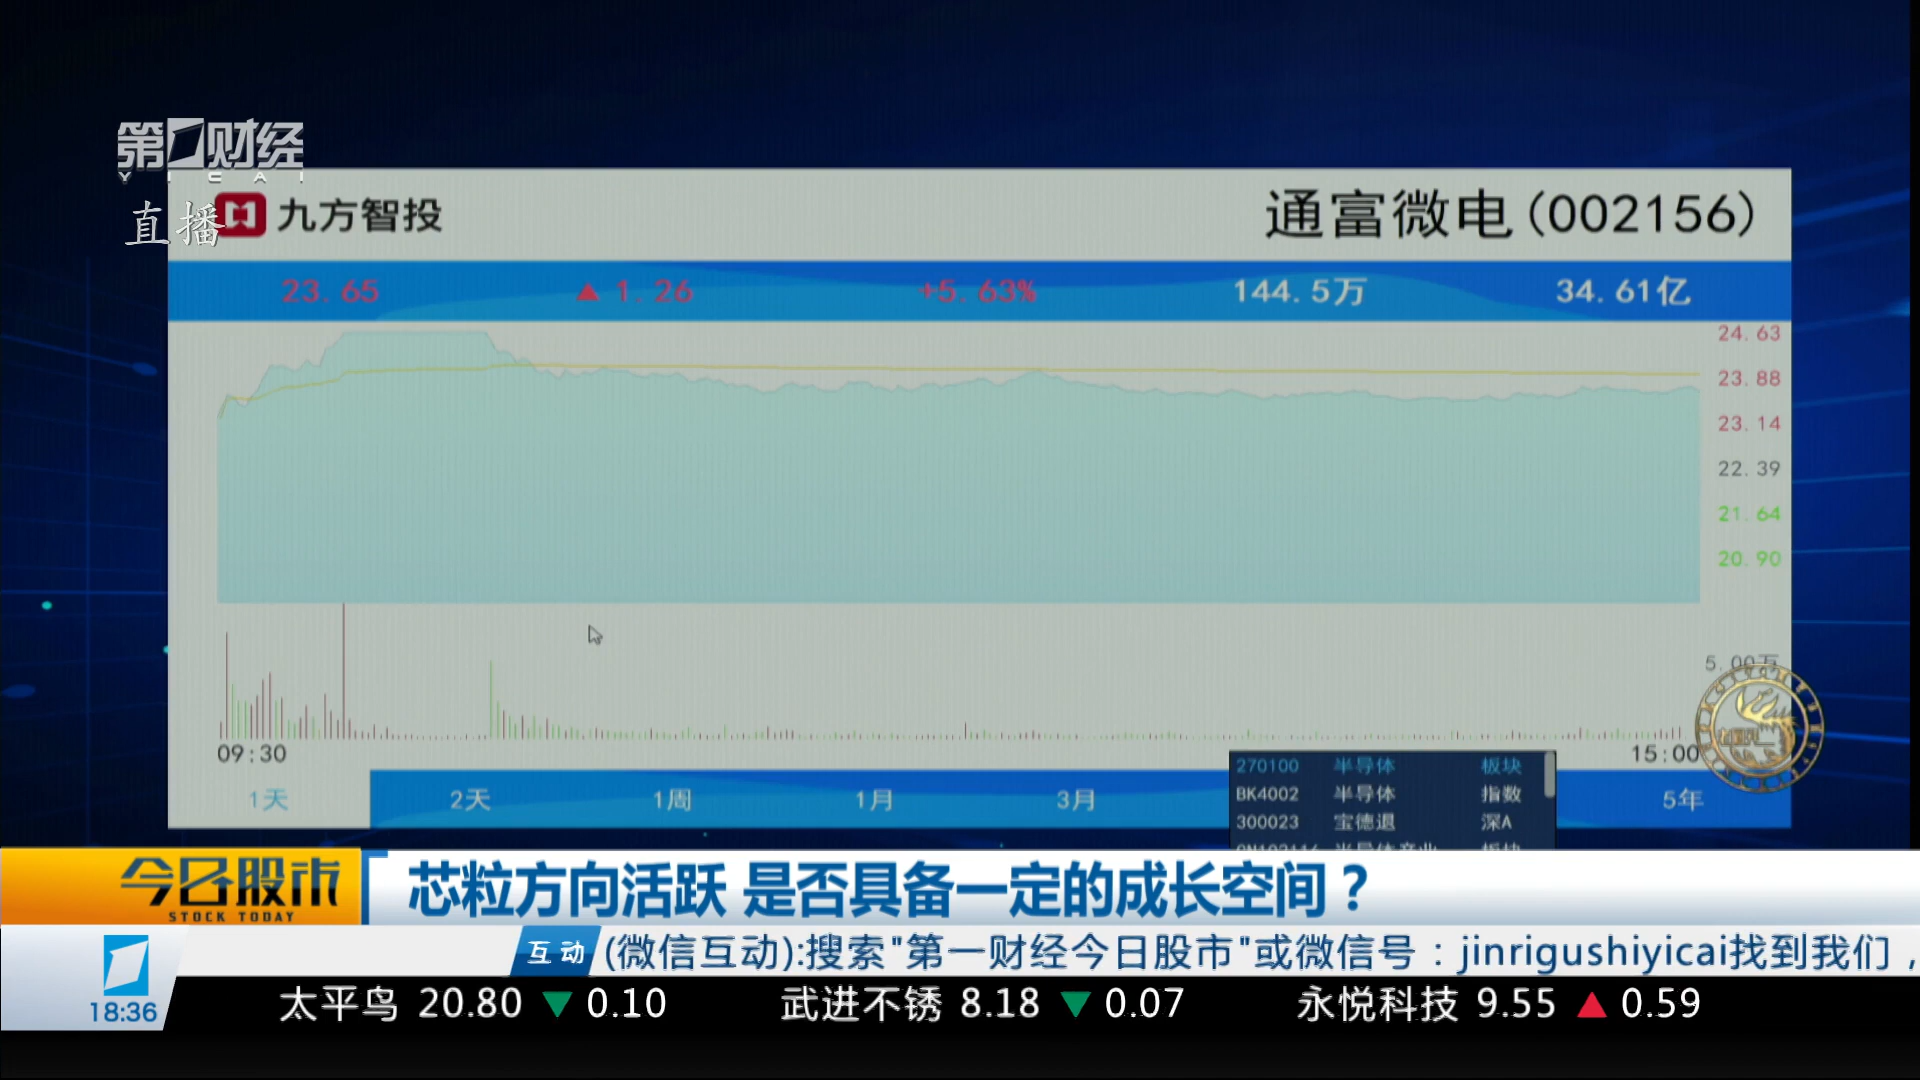 第一财经
YICAI
直播
九方智投
通富微电(002156)
23.65 ▲ 1.26 +5.63% 144.5万 34.61亿
24.63
23.88
23.14
22.39
21.64
20.90
5.00万
09:30 15:00
1天 2天 1周 1月 3月 5年
270100 半导体 板块
BK4002 半导体 指数
300023 宝德退 深A
今日股市
STOCK TODAY
芯粒方向活跃 是否具备一定的成长空间？
互动 (微信互动):搜索"第一财经今日股市"或微信号：jinrigushiyicai找到我们，
18:36
太平鸟 20.80 ▼ 0.10 武进不锈 8.18 ▼ 0.07 永悦科技 9.55 ▲ 0.59